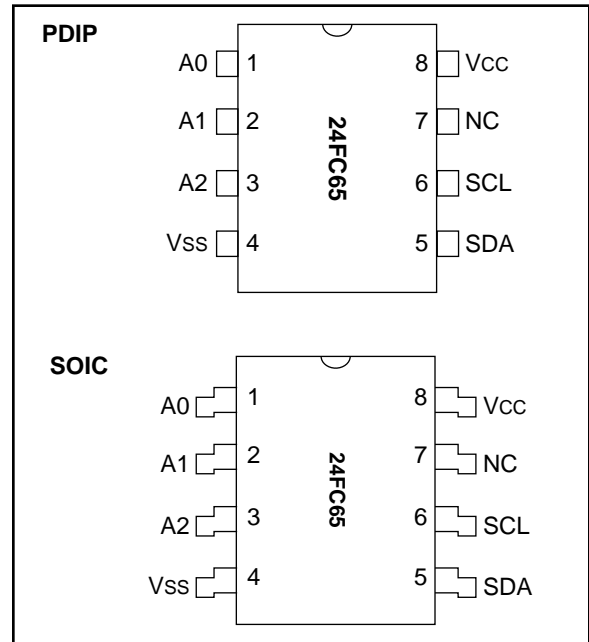 PDIP
A0 1 8 VCC
A1 2 7 NC
A2 3 6 SCL
VSS 4 5 SDA
24FC65
SOIC
A0 1 8 VCC
A1 2 7 NC
A2 3 6 SCL
VSS 4 5 SDA
24FC65